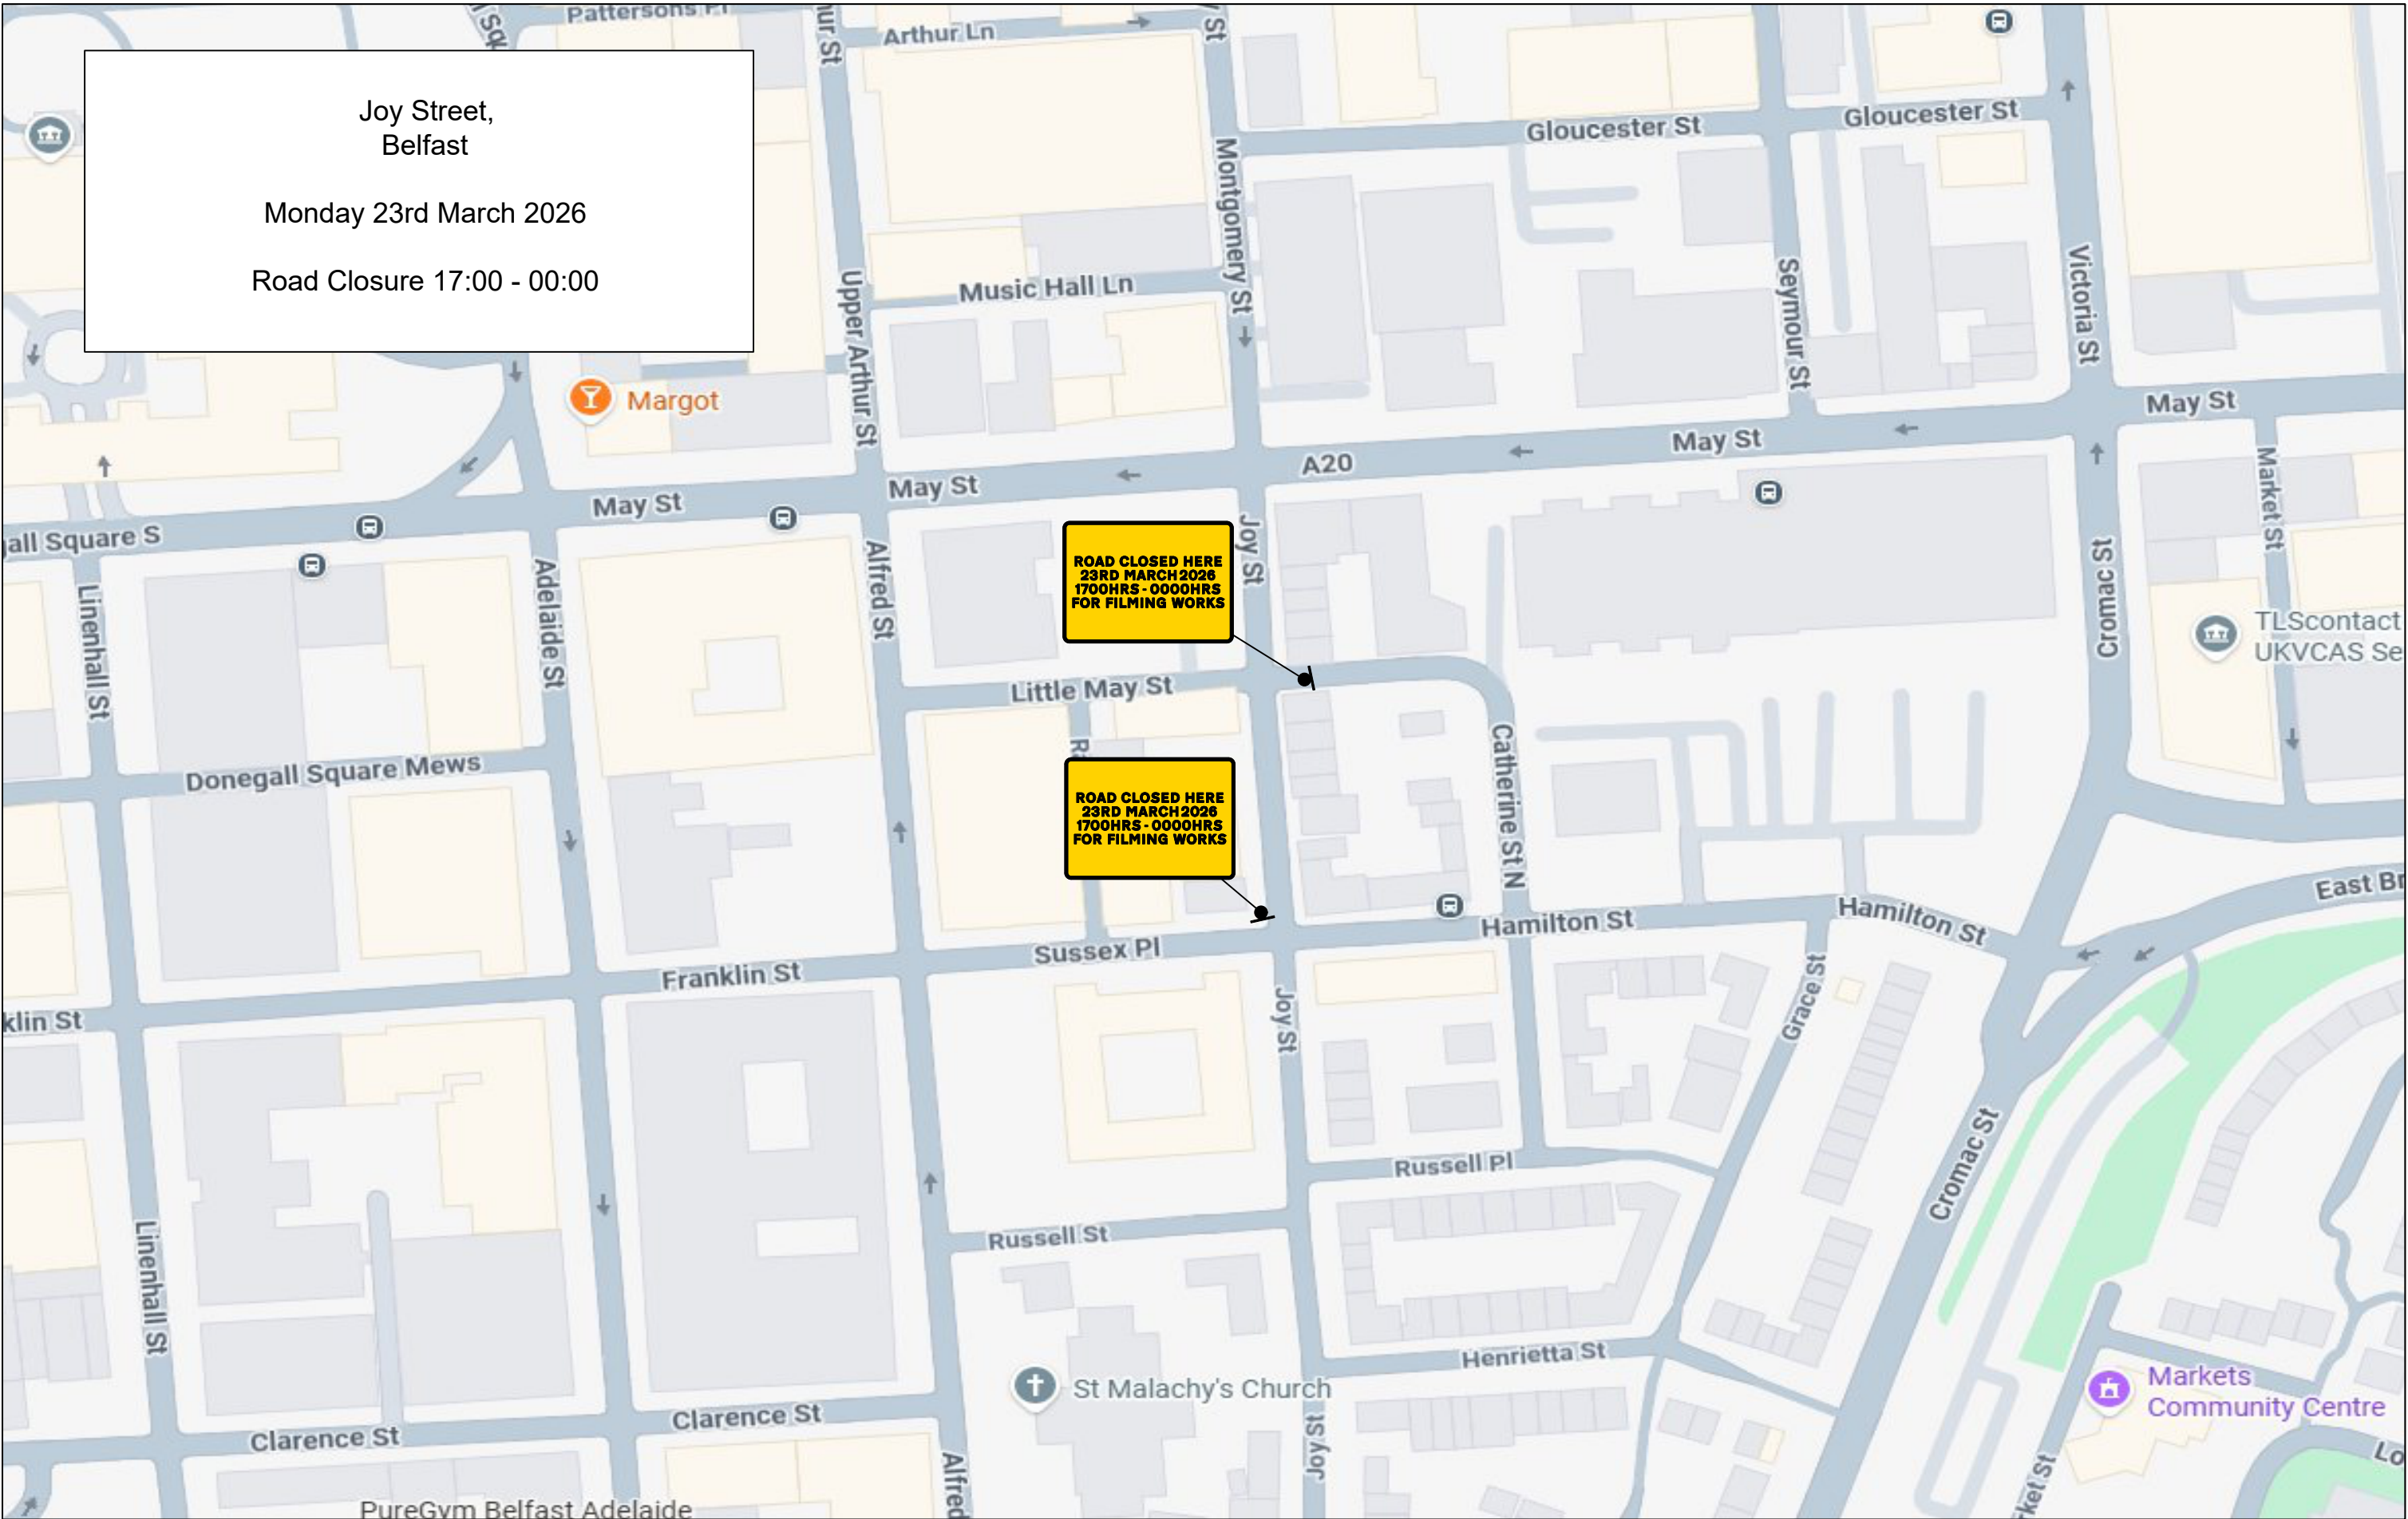 Pattersons Pl
Arthur Ln
Joy Street,
Belfast
Monday 23rd March 2026
Road Closure 17:00 - 00:00
Gloucester St
Gloucester St
Montgomery St
Music Hall Ln
Upper Arthur St
Seymour St
Victoria St
Margot
May St
May St
A20
May St
May St
Market St
Linenhall St
Adelaide St
Alfred St
Joy St
Cromac St
ROAD CLOSED HERE
23RD MARCH 2026
1700HRS - 0000HRS
FOR FILMING WORKS
TLScontact
Little May St
Donegall Square Mews
Catherine St N
ROAD CLOSED HERE
23RD MARCH 2026
1700HRS - 0000HRS
FOR FILMING WORKS
Hamilton St
Hamilton St
Sussex Pl
Franklin St
Joy St
Grace St
Russell Pl
Russell St
Cromac St
Linenhall St
Henrietta St
St Malachy's Church
Markets
Community Centre
Clarence St
Clarence St
Joy St
Alfred
PureGym Belfast Adelaide